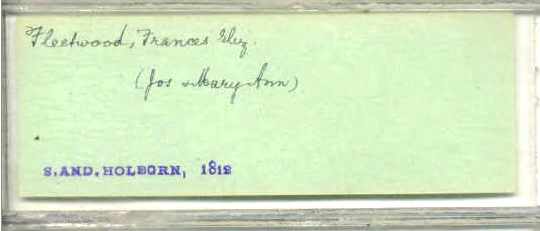 Fleetwood, Frances Eliz.
(Jos & Mary Ann)
S. AND. HOLBORN, 1812